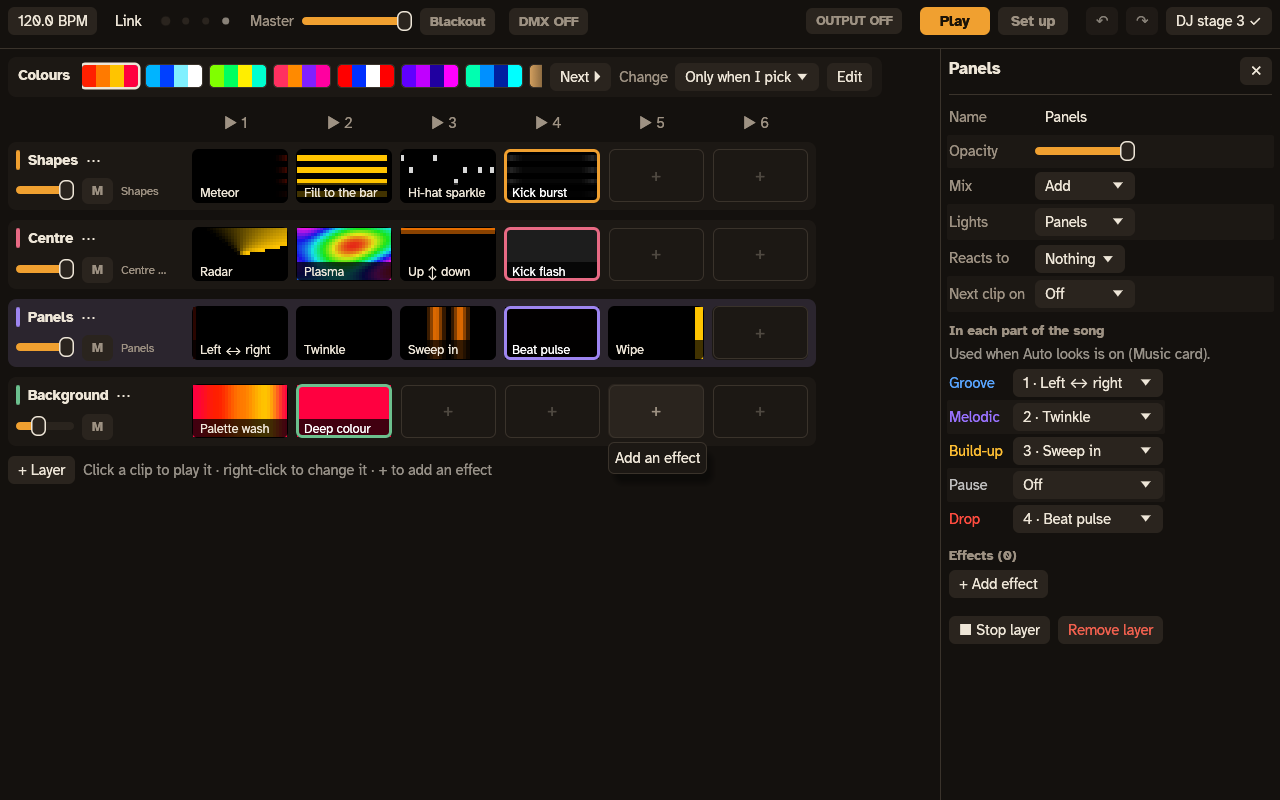 120.0 BPM Link Master Blackout DMX OFF OUTPUT OFF Play Set up ↶ ↷ DJ stage 3 ✓
Colours Next Change Only when I pick Edit
1 2 3 4 5 6
Shapes ...
M Shapes
Meteor Fill to the bar Hi-hat sparkle Kick burst + +
Centre ...
M Centre ...
Radar Plasma Up ↕ down Kick flash + +
Panels ...
M Panels
Left ↔ right Twinkle Sweep in Beat pulse Wipe +
Background ...
M
Palette wash Deep colour + + + +
Add an effect
+ Layer Click a clip to play it · right-click to change it · + to add an effect
Panels ✕
Name Panels
Opacity
Mix Add
Lights Panels
Reacts to Nothing
Next clip on Off
In each part of the song
Used when Auto looks is on (Music card).
Groove 1 · Left ↔ right
Melodic 2 · Twinkle
Build-up 3 · Sweep in
Pause Off
Drop 4 · Beat pulse
Effects (0)
+ Add effect
Stop layer Remove layer